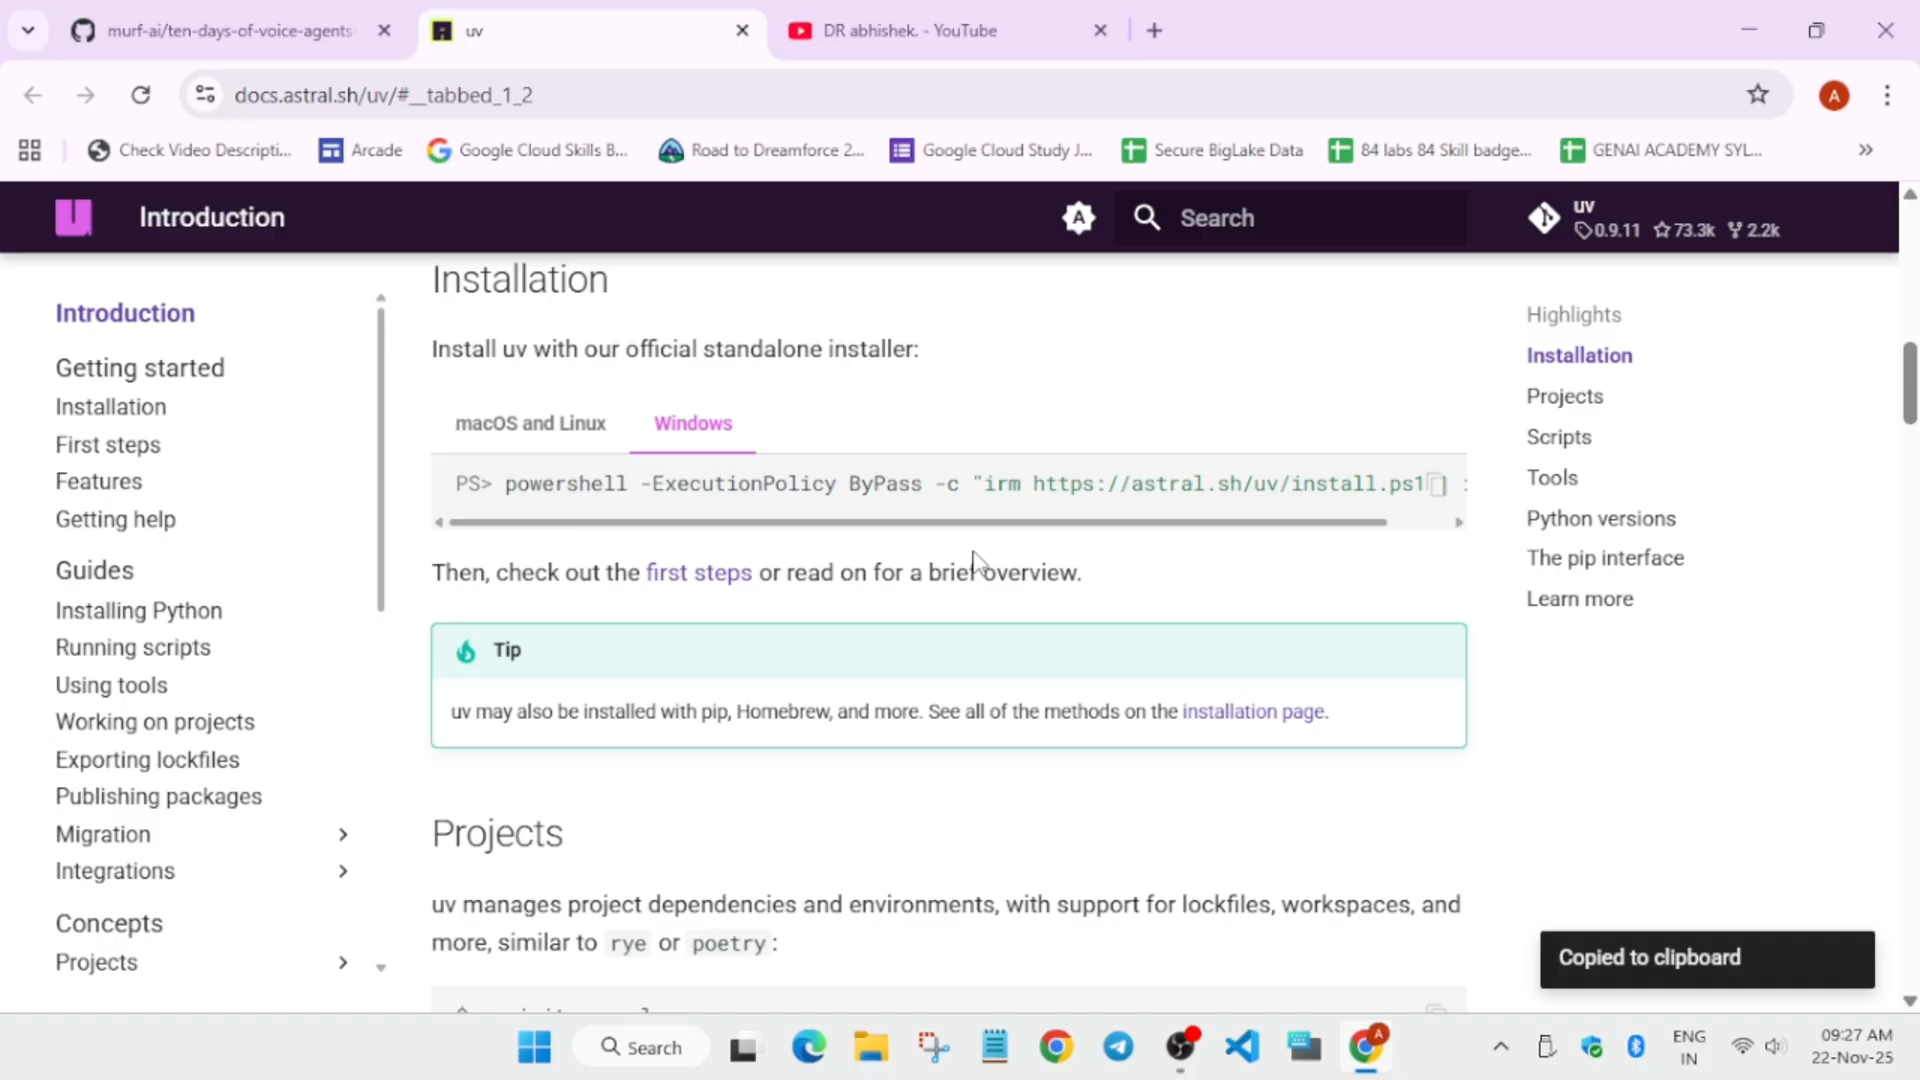 murf-ai/ten-days-of-voice-agents-
uv
DR abhishek. - YouTube
docs.astral.sh/uv/#__tabbed_1_2
A
Check Video Descripti...
Arcade
Google Cloud Skills B...
Road to Dreamforce 2...
Google Cloud Study J...
Secure BigLake Data
84 labs 84 Skill badge...
GENAI ACADEMY SYL...
Introduction
A
Search
uv
0.9.11 73.3k 2.2k
Introduction
Getting started
Installation
First steps
Features
Getting help
Guides
Installing Python
Running scripts
Using tools
Working on projects
Exporting lockfiles
Publishing packages
Migration
Integrations
Concepts
Projects
Installation
Install uv with our official standalone installer:
macOS and Linux Windows
PS> powershell -ExecutionPolicy ByPass -c "irm https://astral.sh/uv/install.ps1
Then, check out the first steps or read on for a brief overview.
Tip
uv may also be installed with pip, Homebrew, and more. See all of the methods on the installation page.
Projects
uv manages project dependencies and environments, with support for lockfiles, workspaces, and
more, similar to rye or poetry:
Highlights
Installation
Projects
Scripts
Tools
Python versions
The pip interface
Learn more
Copied to clipboard
Search
A
ENG
IN
09:27 AM
22-Nov-25